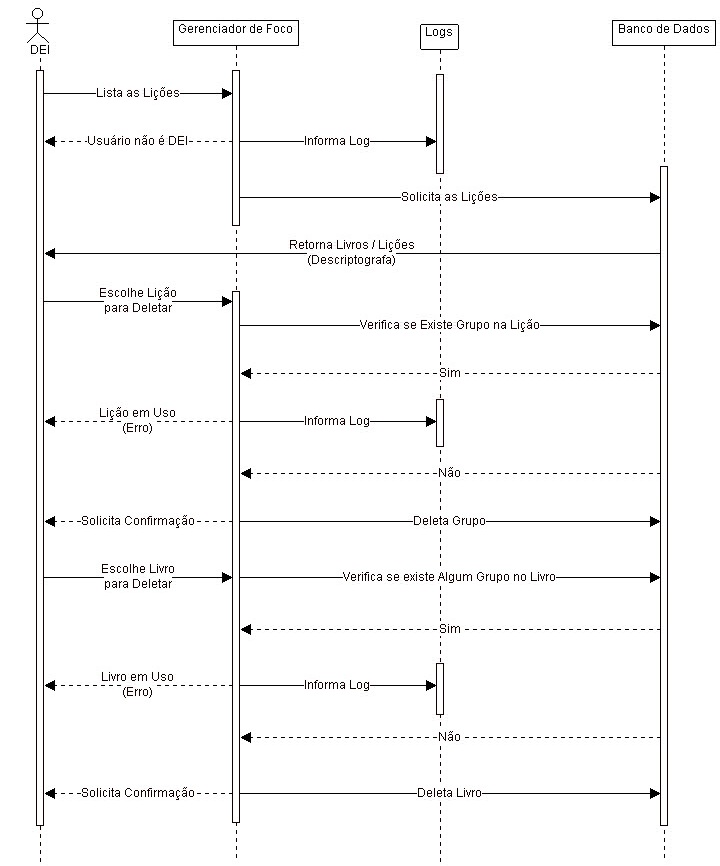 DEI
Gerenciador de Foco
Logs
Banco de Dados
Lista as Lições
Usuário não é DEI
Informa Log
Solicita as Lições
Retorna Livros / Lições
(Descriptografa)
Escolhe Lição
para Deletar
Verifica se Existe Grupo na Lição
Sim
Lição em Uso
(Erro)
Informa Log
Não
Solicita Confirmação
Deleta Grupo
Escolhe Livro
para Deletar
Verifica se existe Algum Grupo no Livro
Sim
Livro em Uso
(Erro)
Informa Log
Não
Solicita Confirmação
Deleta Livro